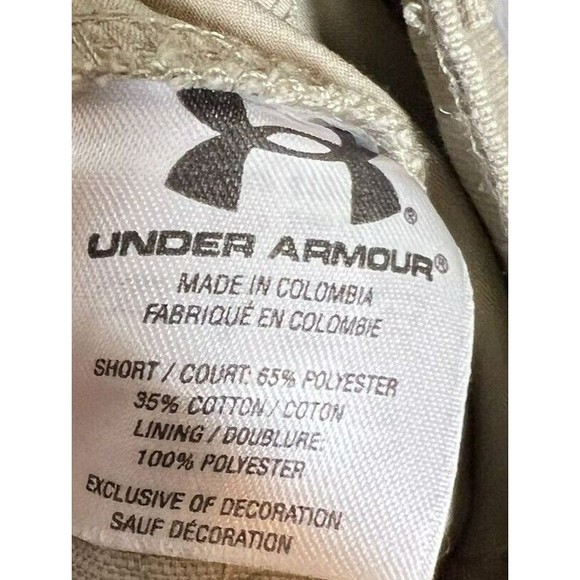 UNDER ARMOUR®
MADE IN COLOMBIA
FABRIQUÉ EN COLOMBIE
SHORT / COURT: 65% POLYESTER
35% COTTON / COTON
LINING / DOUBLURE:
100% POLYESTER
EXCLUSIVE OF DECORATION
SAUF DÉCORATION